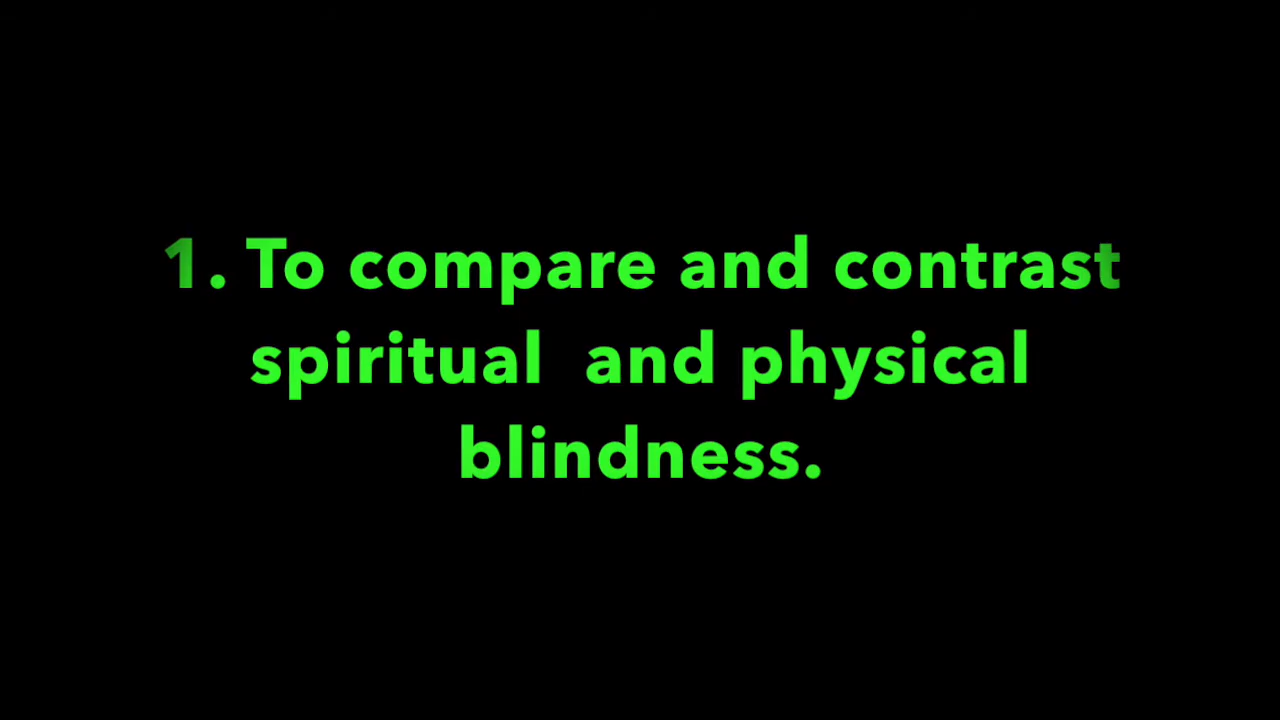 1. To compare and contrast
spiritual  and physical
blindness.